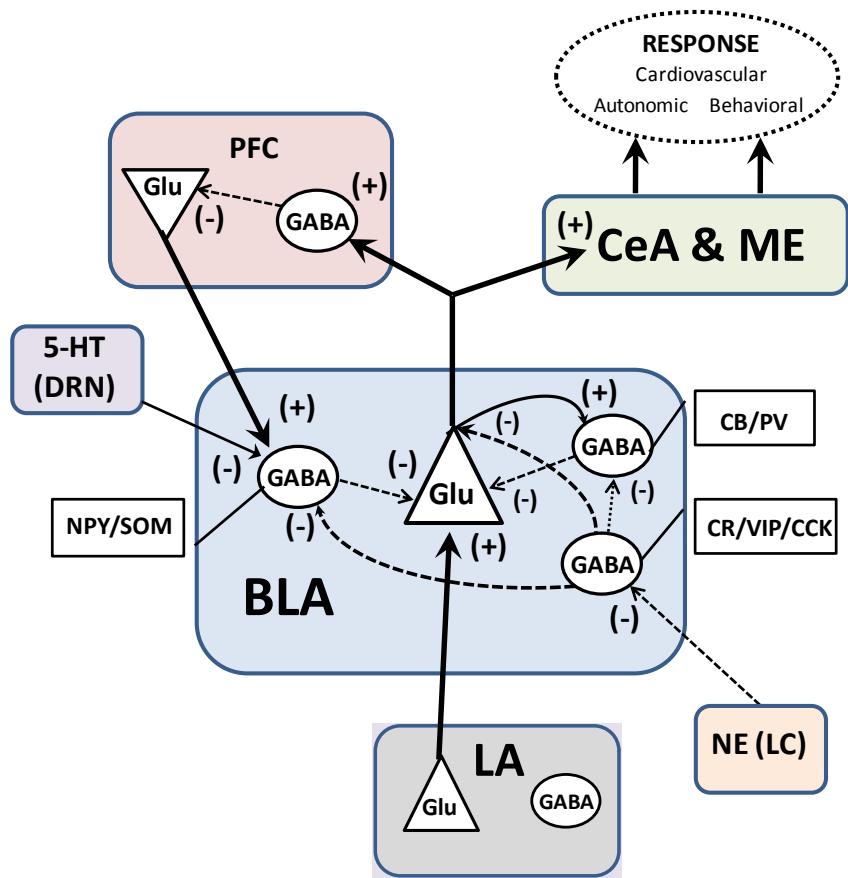 RESPONSE
Cardiovascular
Autonomic Behavioral
PFC
Glu
(-)
GABA
(+)
(+)
CeA & ME
5-HT
(DRN)
(+)
(-)
GABA
(-)
NPY/SOM
BLA
(-)
Glu
(+)
(-)
(+)
GABA
(-)
(-)
GABA
(-)
CB/PV
CR/VIP/CCK
NE (LC)
LA
Glu
GABA